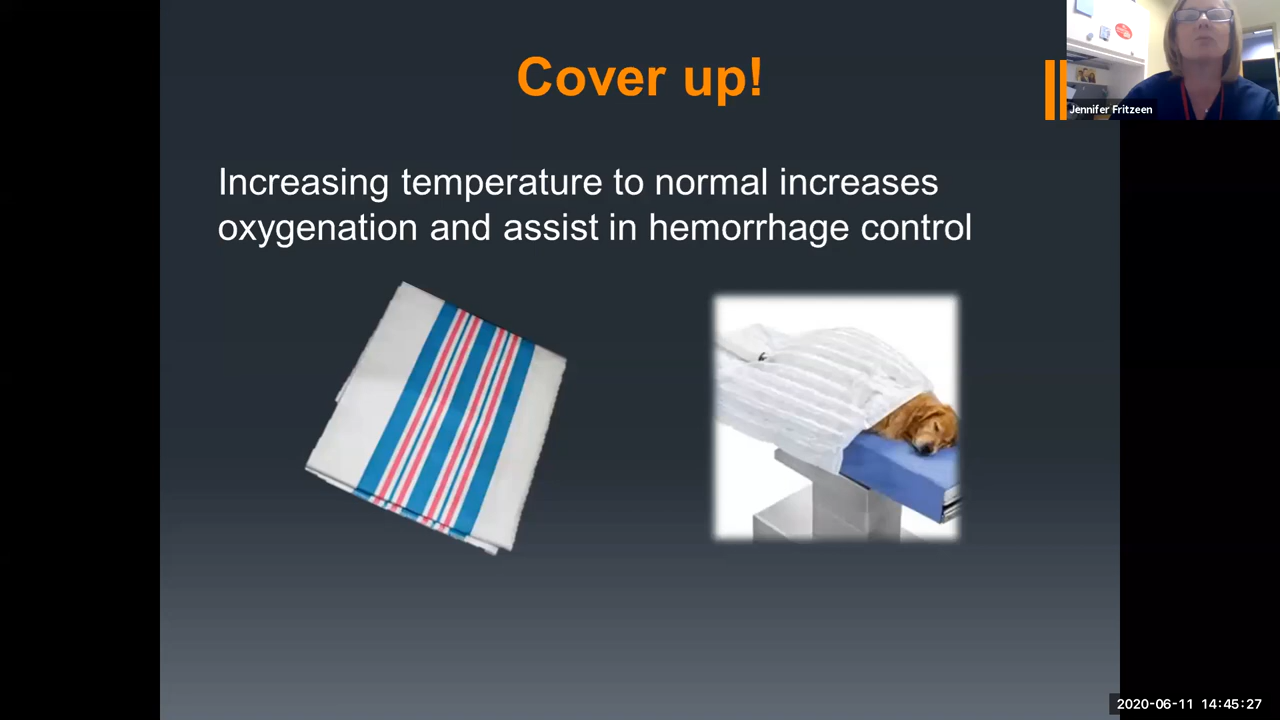 Cover up!
Jennifer Fritzeen
Increasing temperature to normal increases
oxygenation and assist in hemorrhage control
2020-06-11 14:45:27